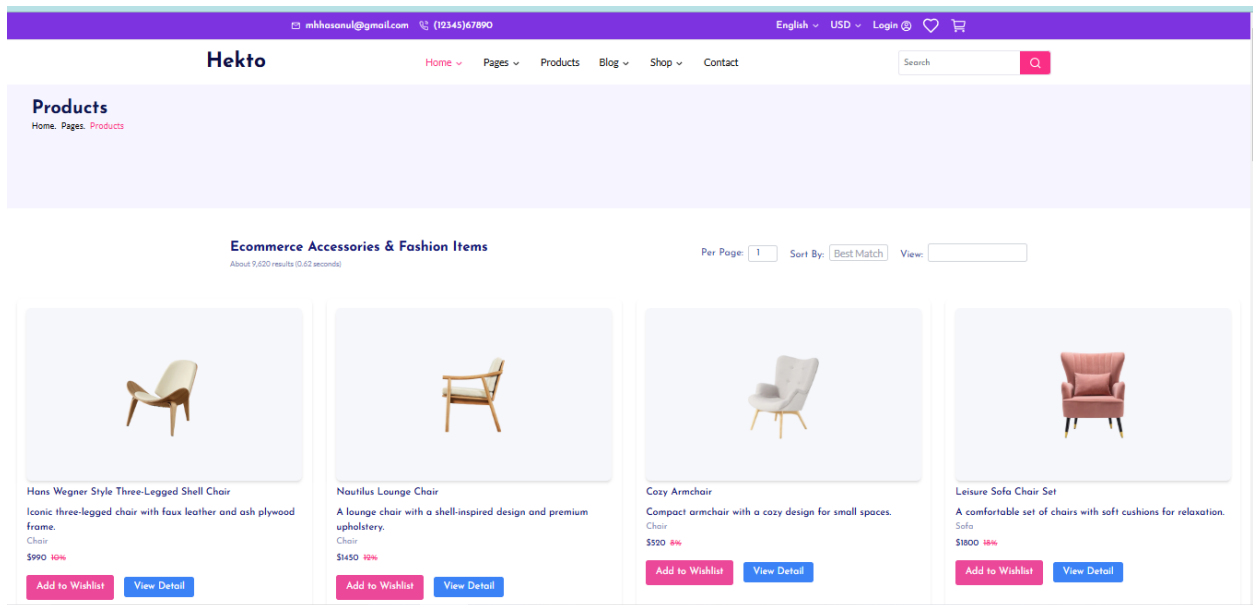 mhhasanul@gmail.com (12345)67890 English USD Login
Hekto Home Pages Products Blog Shop Contact Search
Products
Home. Pages. Products
Ecommerce Accessories & Fashion Items
About 9,620 results (0.62 seconds)
Per Page: 1 Sort By: Best Match View:
Hans Wegner Style Three-Legged Shell Chair
Iconic three-legged chair with faux leather and ash plywood
frame.
Chair
$990 10%
Add to Wishlist View Detail
Nautilus Lounge Chair
A lounge chair with a shell-inspired design and premium
upholstery.
Chair
$1450 12%
Add to Wishlist View Detail
Cozy Armchair
Compact armchair with a cozy design for small spaces.
Chair
$520 8%
Add to Wishlist View Detail
Leisure Sofa Chair Set
A comfortable set of chairs with soft cushions for relaxation.
Sofa
$1800 18%
Add to Wishlist View Detail